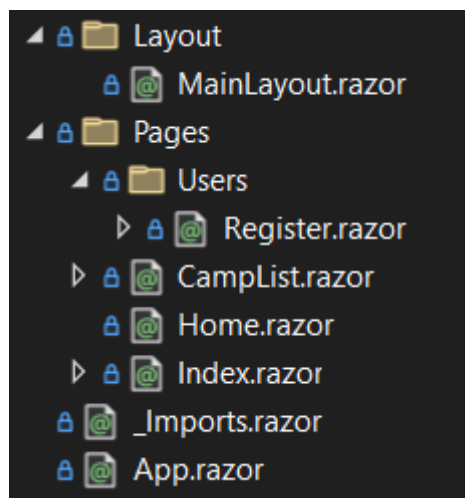 Layout
MainLayout.razor
Pages
Users
Register.razor
CampList.razor
Home.razor
Index.razor
_Imports.razor
App.razor